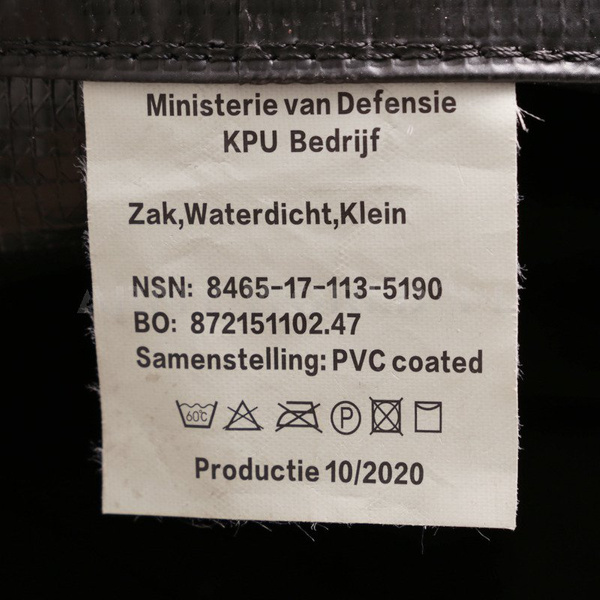 Ministerie van Defensie
KPU Bedrijf
Zak,Waterdicht,Klein
NSN: 8465-17-113-5190
BO: 872151102.47
Samenstelling: PVC coated
60°C P
Productie 10/2020